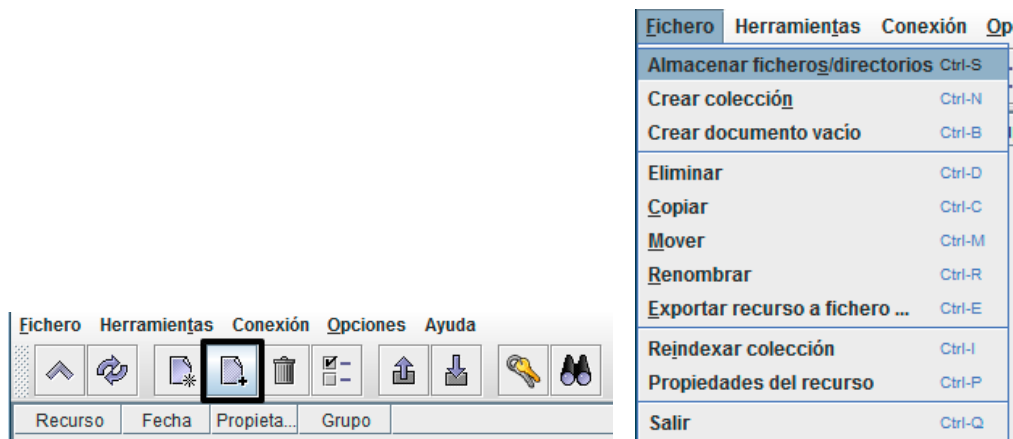 Fichero Herramientas Conexión Opciones Ayuda
Recurso Fecha Propieta... Grupo
Fichero Herramientas Conexión Op
Almacenar ficheros/directorios Ctrl-S
Crear colección Ctrl-N
Crear documento vacío Ctrl-B
Eliminar Ctrl-D
Copiar Ctrl-C
Mover Ctrl-M
Renombrar Ctrl-R
Exportar recurso a fichero ... Ctrl-E
Reindexar colección Ctrl-I
Propiedades del recurso Ctrl-P
Salir Ctrl-Q